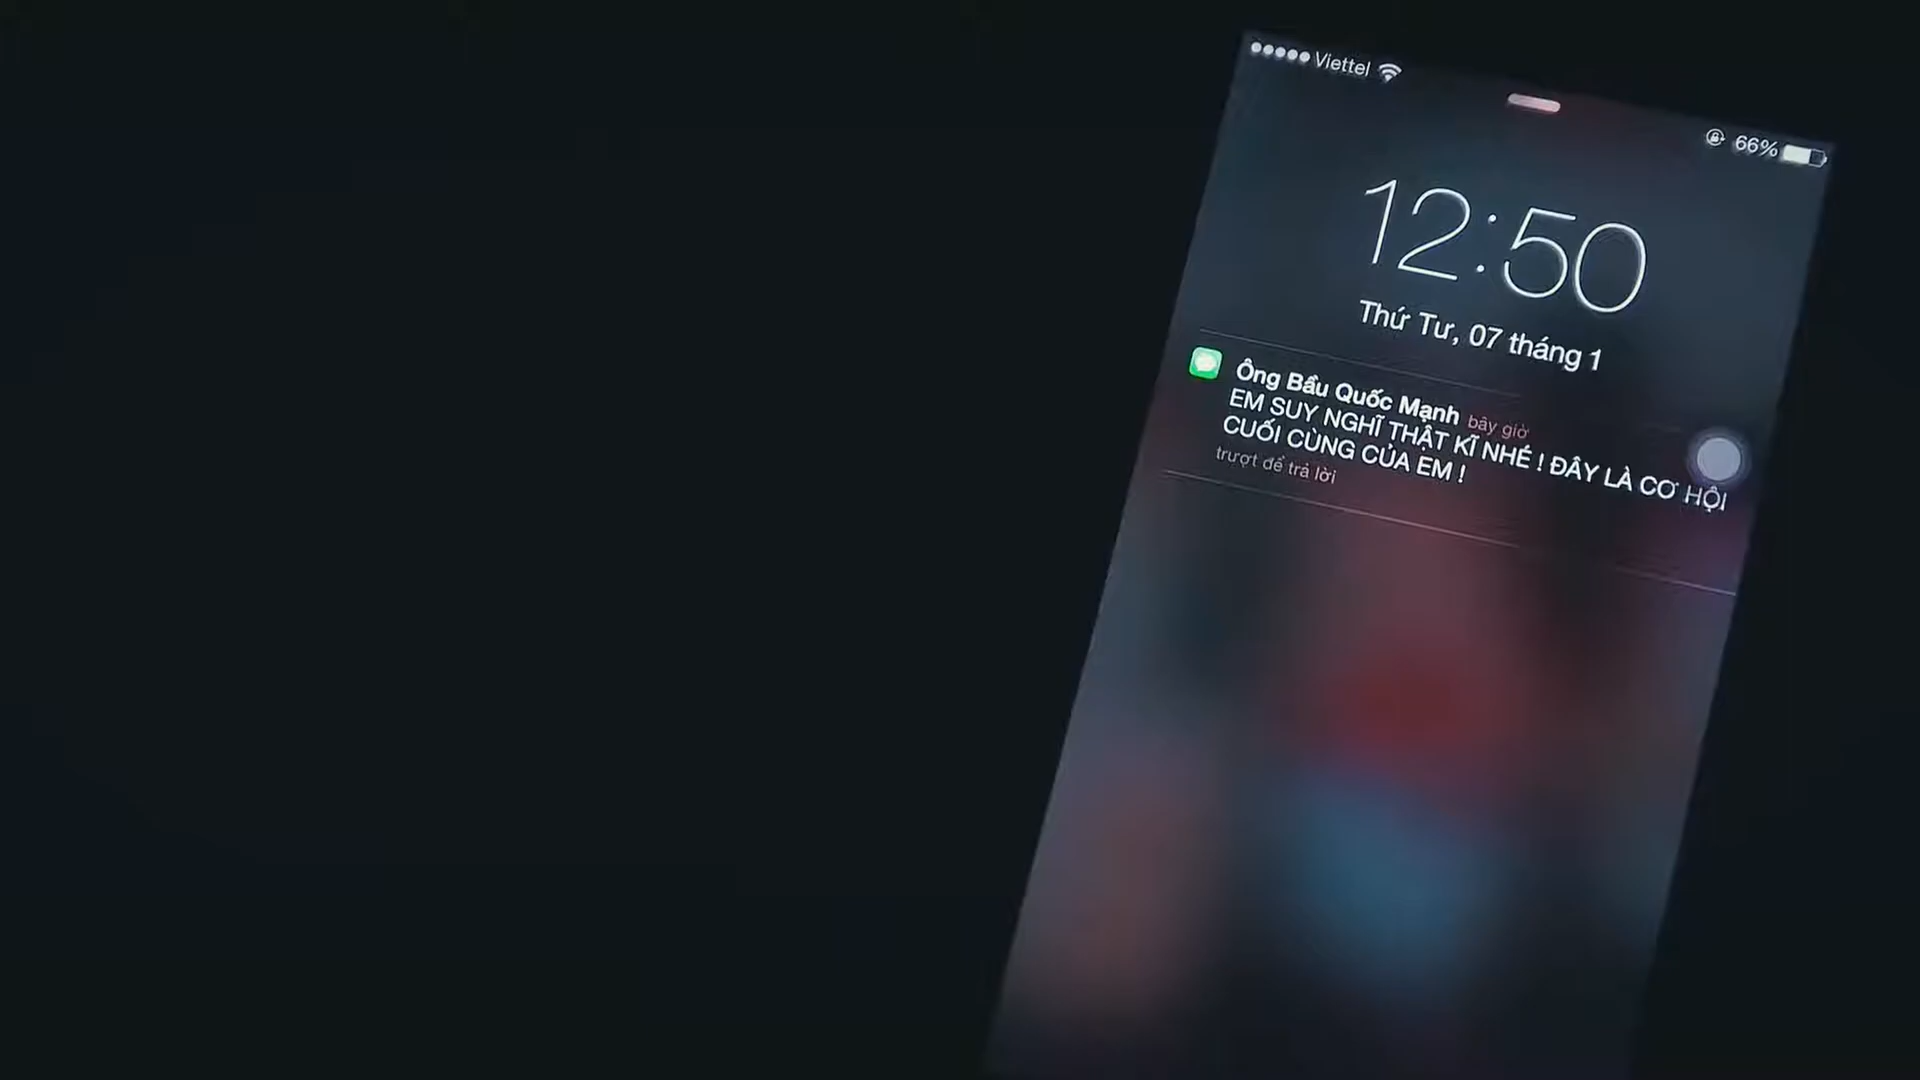 Viettel
66%
12:50
Thứ Tư, 07 tháng 1
Ông Bầu Quốc Mạnh bây giờ
EM SUY NGHĨ THẬT KĨ NHÉ ! ĐÂY LÀ CƠ HỘI
CUỐI CÙNG CỦA EM !
trượt để trả lời